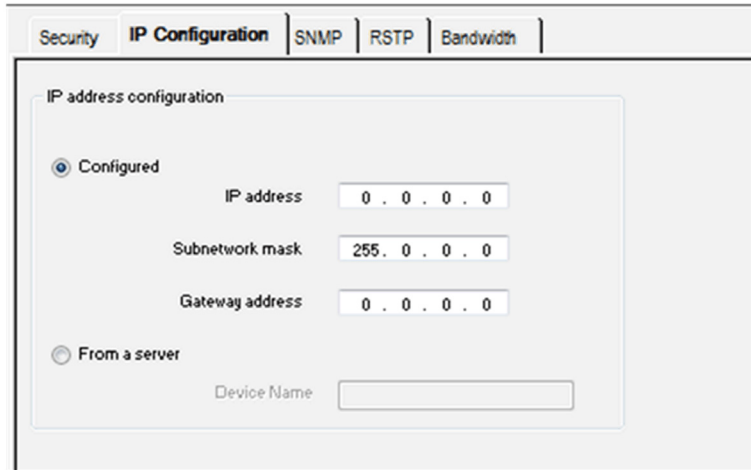 Security IP Configuration SNMP RSTP Bandwidth
IP address configuration
Configured
IP address 0 . 0 . 0 . 0
Subnetwork mask 255. 0 . 0 . 0
Gateway address 0 . 0 . 0 . 0
From a server
Device Name